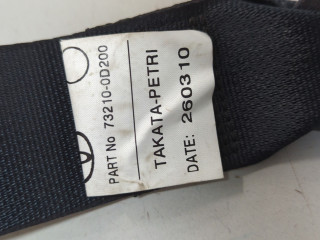 PART No 73210-0D200
TAKATA-PETRI
DATE: 260310